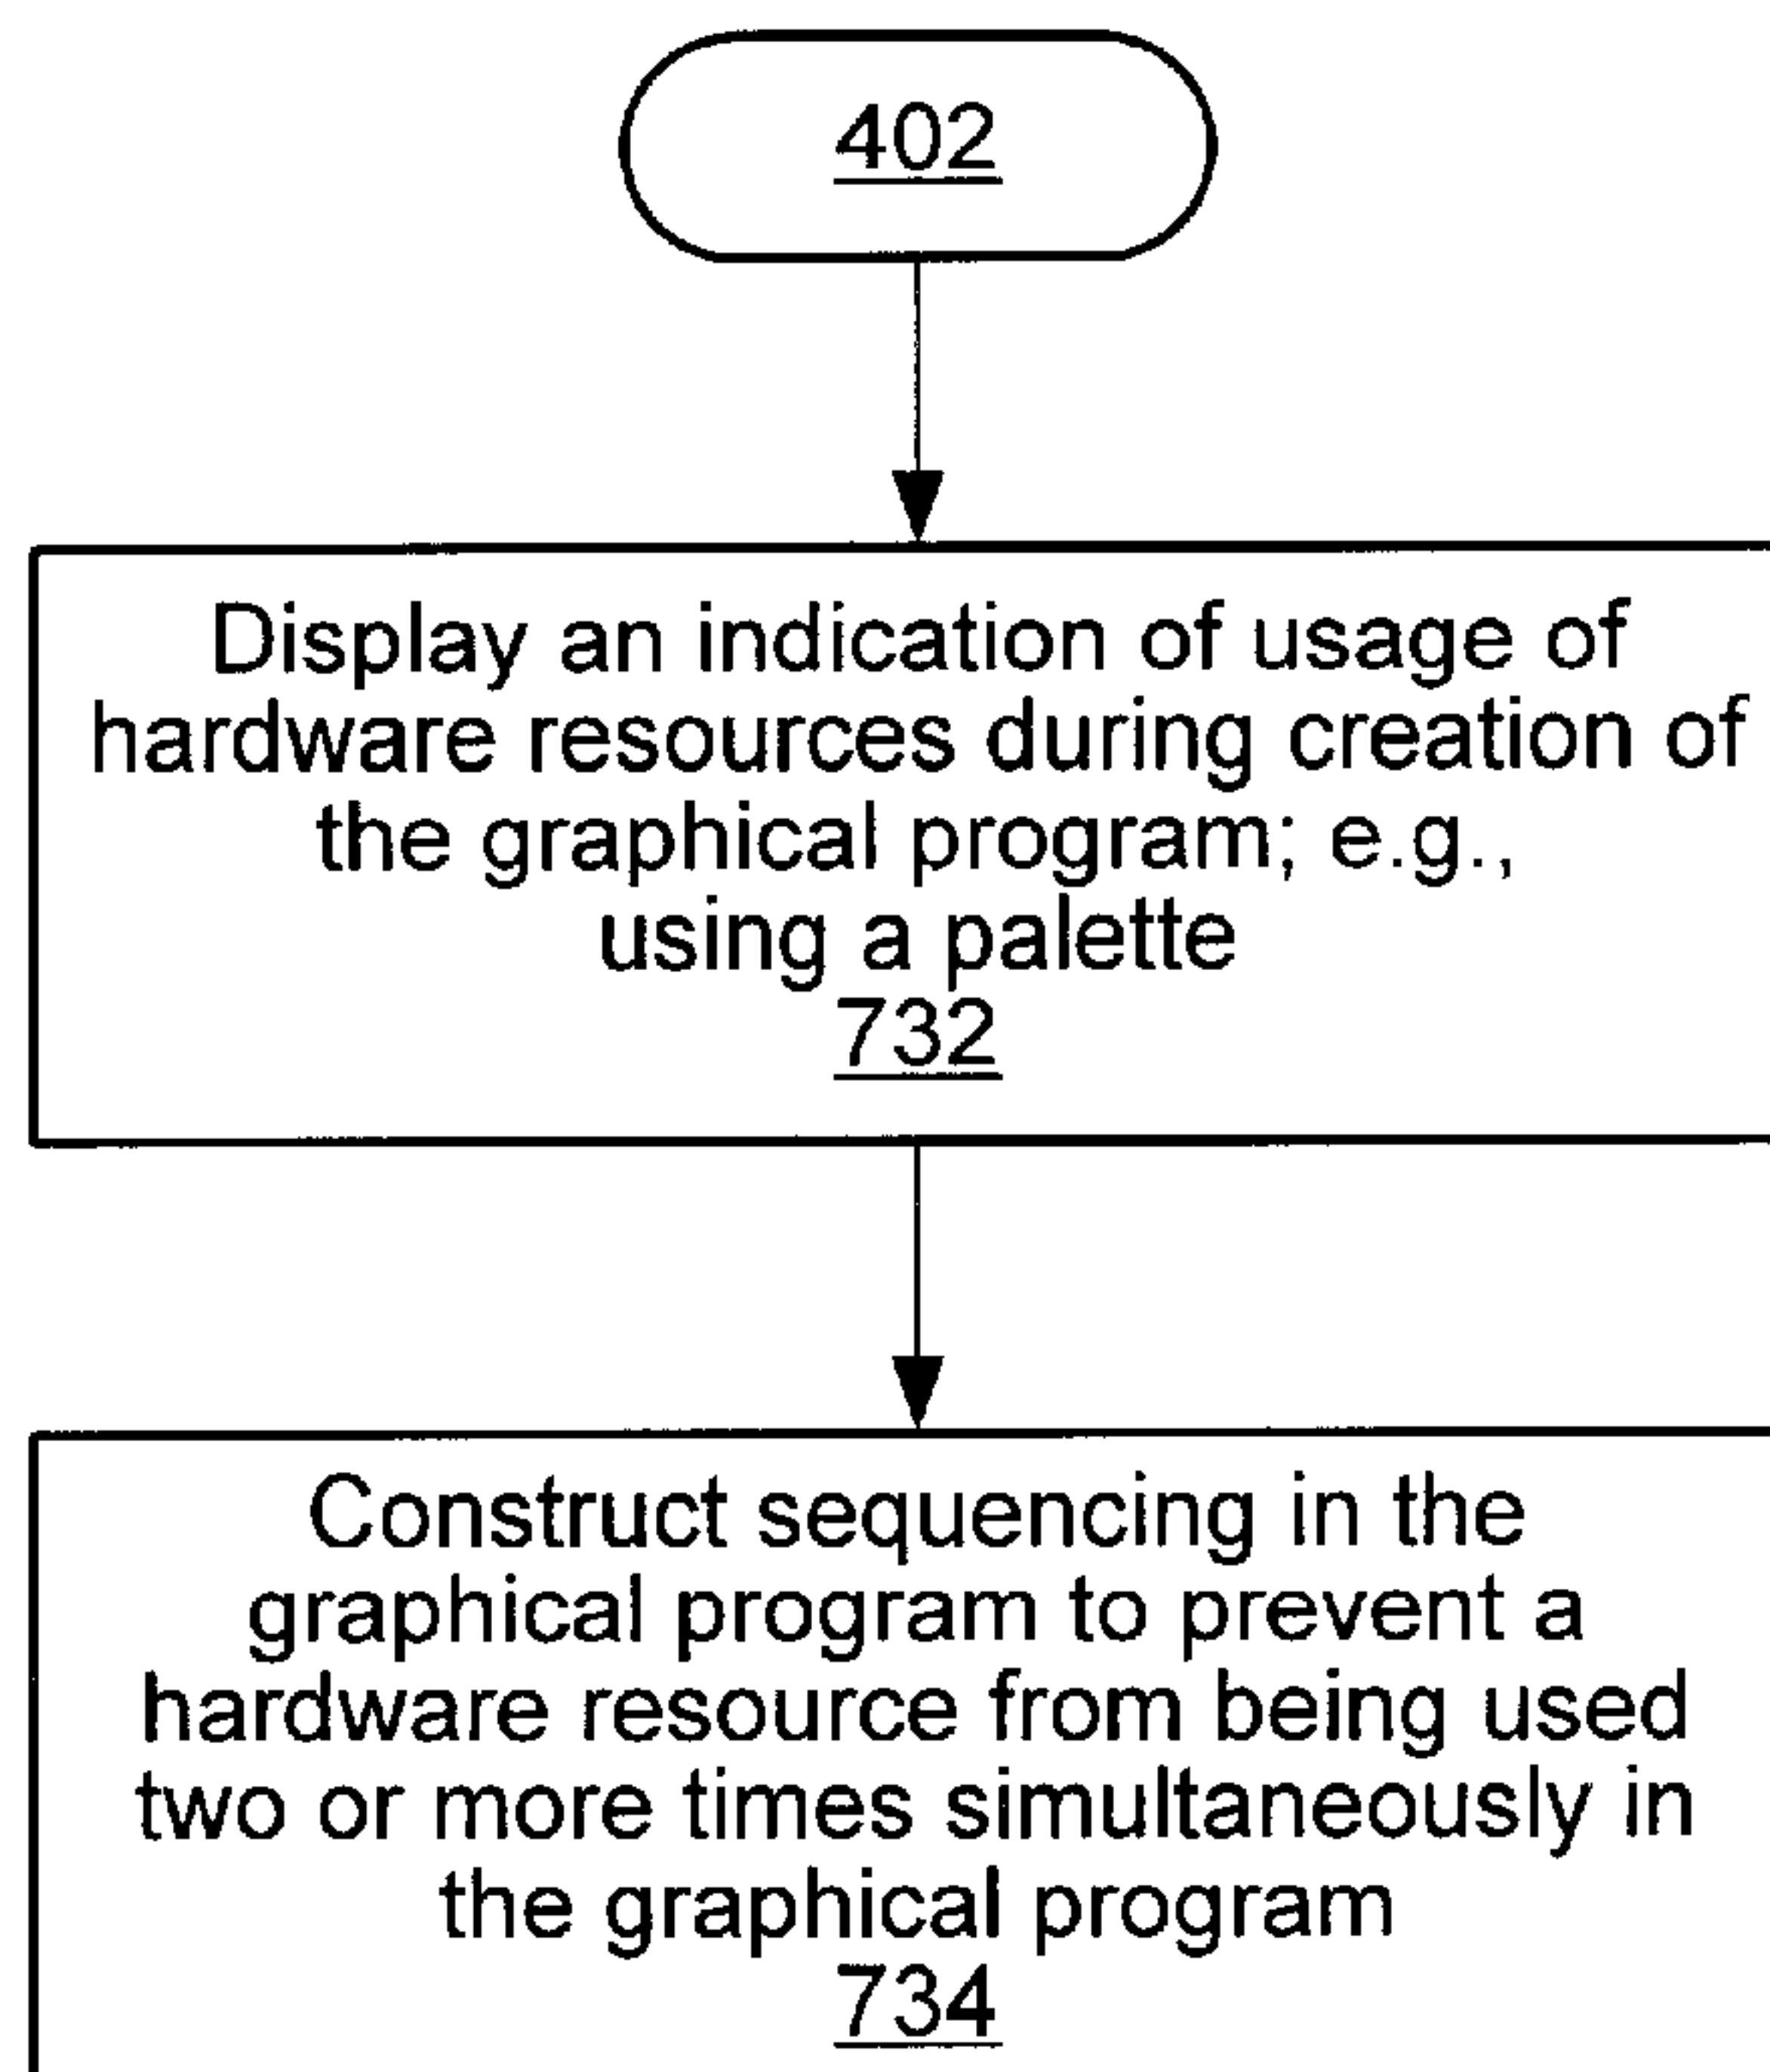 402
Display an indication of usage of
hardware resources during creation of
the graphical program; e.g.,
using a palette
732
Construct sequencing in the
graphical program to prevent a
hardware resource from being used
two or more times simultaneously in
the graphical program
734